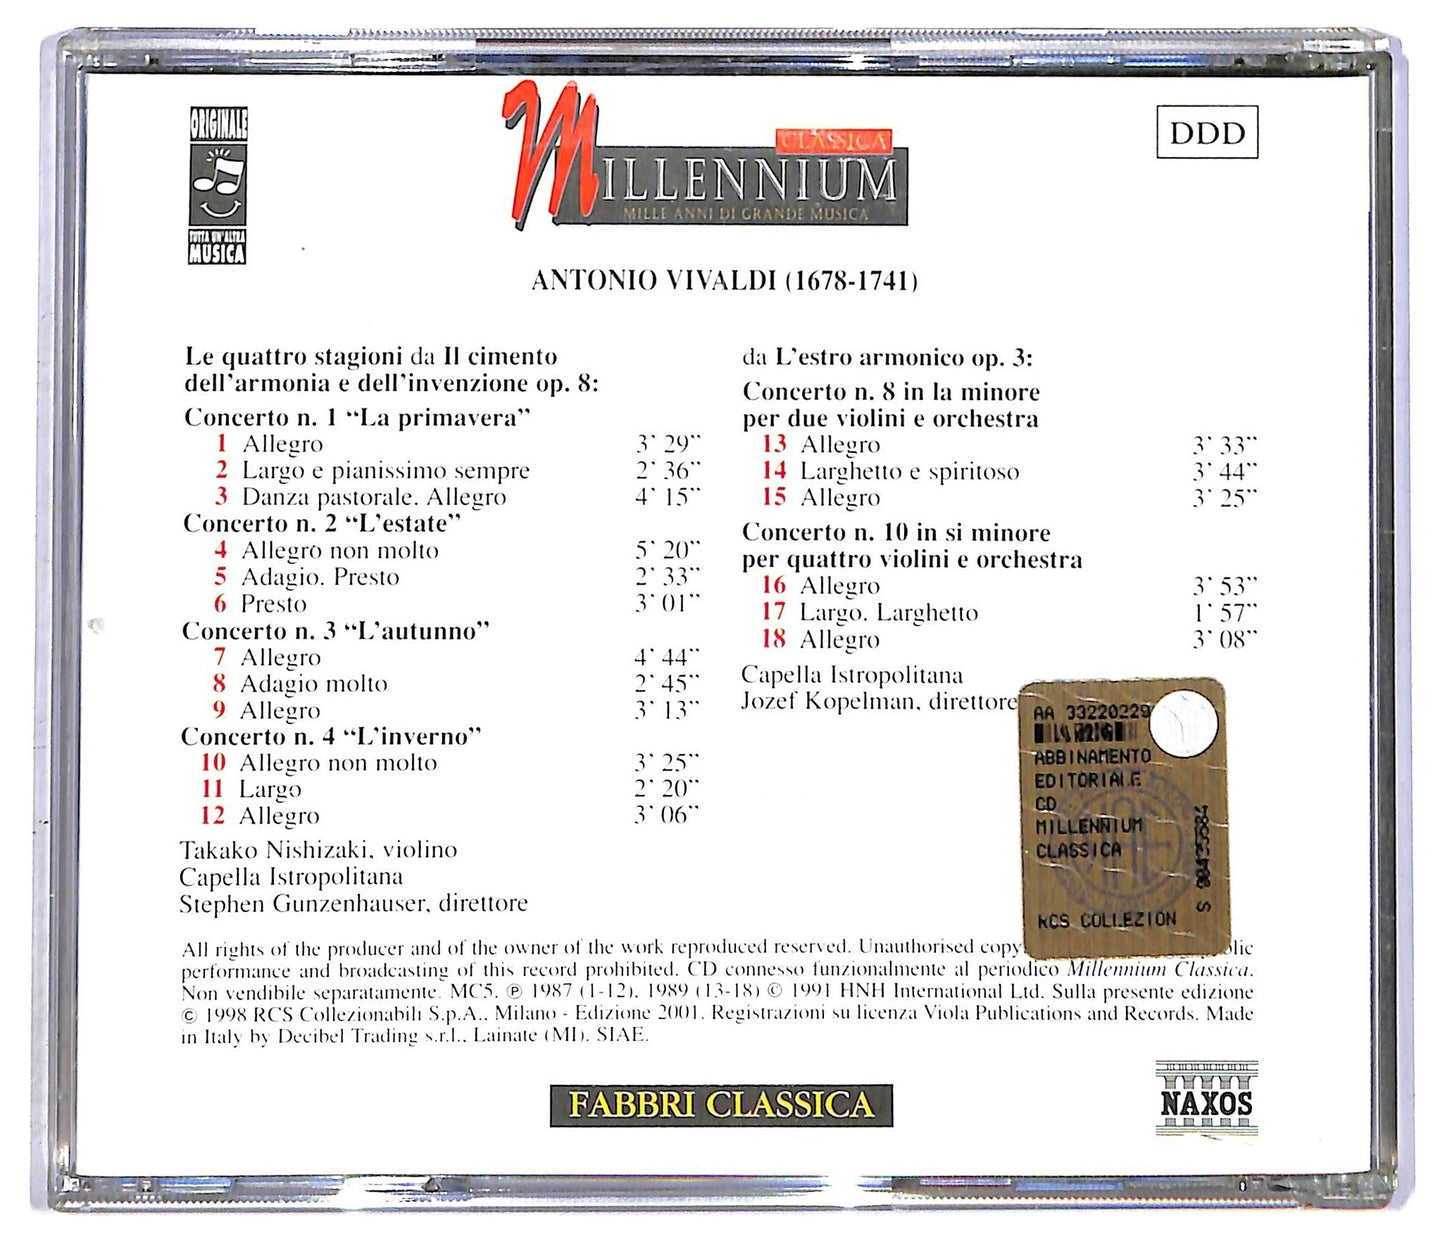 ORIGINALE
TUTTA UN'ALTRA
MUSICA
CLASSICA
MILLENNIUM
MILLE ANNI DI GRANDE MUSICA
DDD
ANTONIO VIVALDI (1678-1741)
Le quattro stagioni da Il cimento
dell'armonia e dell'invenzione op. 8:
Concerto n. 1 “La primavera”
1 Allegro 3' 29''
2 Largo e pianissimo sempre 2' 36''
3 Danza pastorale. Allegro 4' 15''
Concerto n. 2 “L'estate”
4 Allegro non molto 5' 20''
5 Adagio. Presto 2' 33''
6 Presto 3' 01''
Concerto n. 3 “L'autunno”
7 Allegro 4' 44''
8 Adagio molto 2' 45''
9 Allegro 3' 13''
Concerto n. 4 “L'inverno”
10 Allegro non molto 3' 25''
11 Largo 2' 20''
12 Allegro 3' 06''
Takako Nishizaki, violino
Capella Istropolitana
Stephen Gunzenhauser, direttore
da L'estro armonico op. 3:
Concerto n. 8 in la minore
per due violini e orchestra
13 Allegro 3' 33''
14 Larghetto e spiritoso 3' 44''
15 Allegro 3' 25''
Concerto n. 10 in si minore
per quattro violini e orchestra
16 Allegro 3' 53''
17 Largo. Larghetto 1' 57''
18 Allegro 3' 08''
Capella Istropolitana
Jozef Kopelman, direttore
AA 33220229
ABBINAMENTO
EDITORIALE
CD
MILLENNIUM
CLASSICA
RCS COLLEZION
All rights of the producer and of the owner of the work reproduced reserved. Unauthorised
performance and broadcasting of this record prohibited. CD connesso funzionalmente al periodico Millennium Classica.
Non vendibile separatamente. MC5. ℗ 1987 (1-12), 1989 (13-18) © 1991 HNH International Ltd. Sulla presente edizione
© 1998 RCS Collezionabili S.p.A., Milano - Edizione 2001. Registrazioni su licenza Viola Publications and Records. Made
in Italy by Decibel Trading s.r.l., Lainate (MI). SIAE.
FABBRI CLASSICA
NAXOS